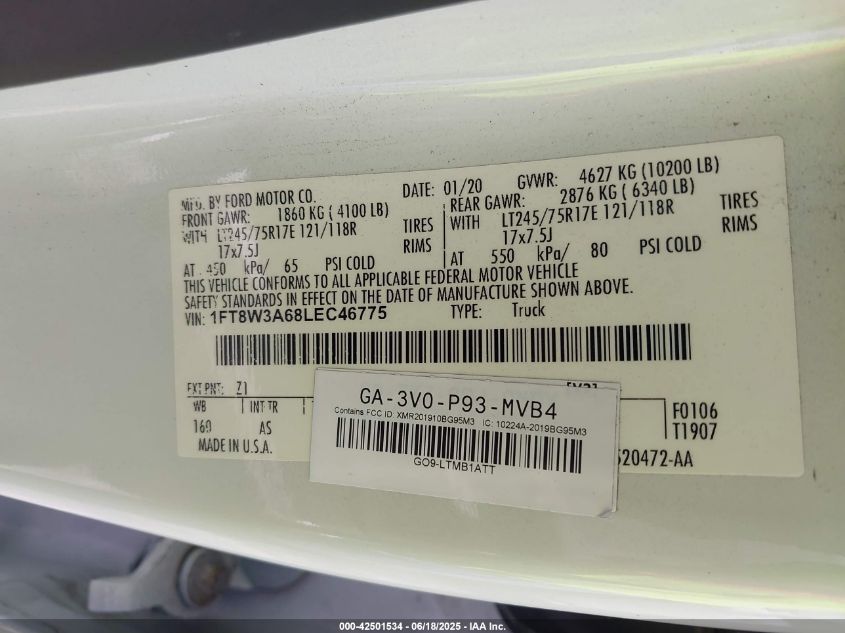 MFG. BY FORD MOTOR CO.
DATE: 01/20
GVWR: 4627 KG (10200 LB)
FRONT GAWR: 1860 KG ( 4100 LB)
REAR GAWR: 2876 KG ( 6340 LB)
WITH LT245/75R17E 121/118R TIRES
WITH LT245/75R17E 121/118R TIRES
17x7.5J RIMS
17x7.5J RIMS
AT 450 kPa/ 65 PSI COLD
AT 550 kPa/ 80 PSI COLD
THIS VEHICLE CONFORMS TO ALL APPLICABLE FEDERAL MOTOR VEHICLE
SAFETY STANDARDS IN EFFECT ON THE DATE OF MANUFACTURE SHOWN ABOVE.
VIN: 1FT8W3A68LEC46775 TYPE: Truck
EXT PNT: Z1
WB INT TR
160 AS
MADE IN U.S.A.
F0106
T1907
520472-AA
GA-3V0-P93-MVB4
Contains FCC ID: XMR201910BG95M3 IC: 10224A-2019BG95M3
GO9-LTMB1ATT
000-42501534 - 06/18/2025 - IAA Inc.